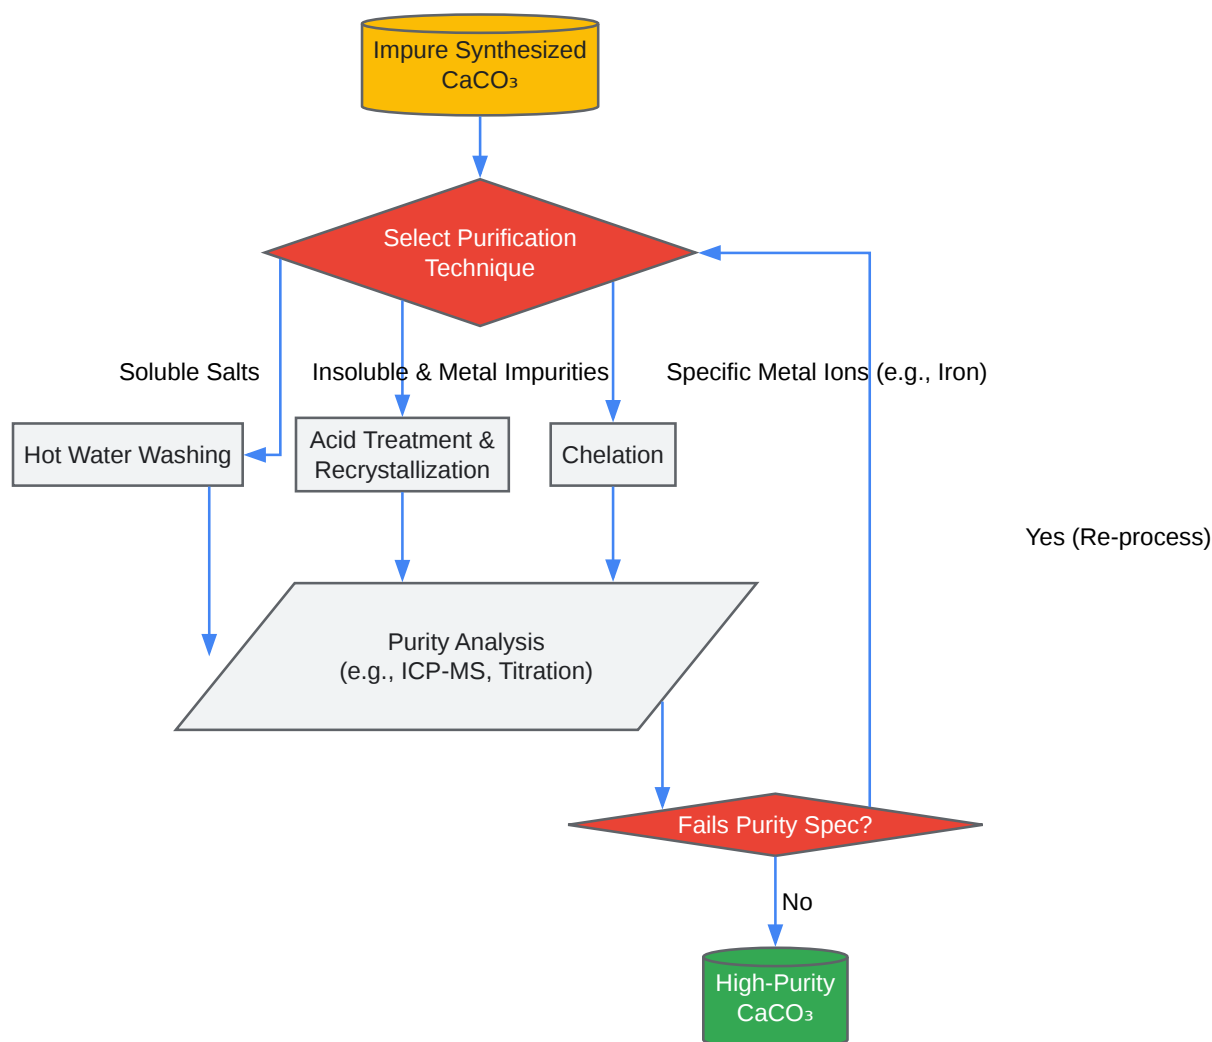 Impure Synthesized
CaCO₃
Select Purification
Technique
Soluble Salts
Insoluble & Metal Impurities
Specific Metal Ions (e.g., Iron)
Hot Water Washing
Acid Treatment &
Recrystallization
Chelation
Yes (Re-process)
Purity Analysis
(e.g., ICP-MS, Titration)
Fails Purity Spec?
No
High-Purity
CaCO₃